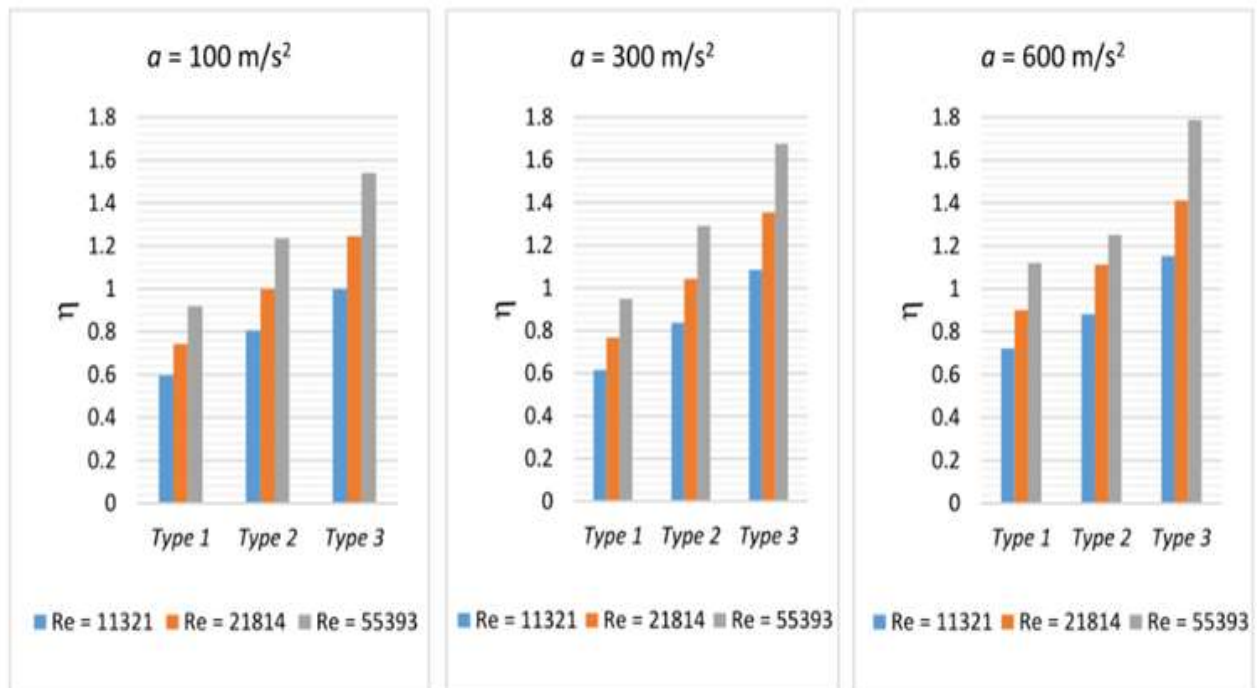 a = 100 m/s²
1.8
1.6
1.4
1.2
1
0.8
0.6
0.4
0.2
0
η
Type 1 Type 2 Type 3
Re = 11321 Re = 21814 Re = 55393
a = 300 m/s²
1.8
1.6
1.4
1.2
1
0.8
0.6
0.4
0.2
0
η
Type 1 Type 2 Type 3
Re = 11321 Re = 21814 Re = 55393
a = 600 m/s²
1.8
1.6
1.4
1.2
1
0.8
0.6
0.4
0.2
0
η
Type 1 Type 2 Type 3
Re = 11321 Re = 21814 Re = 55393